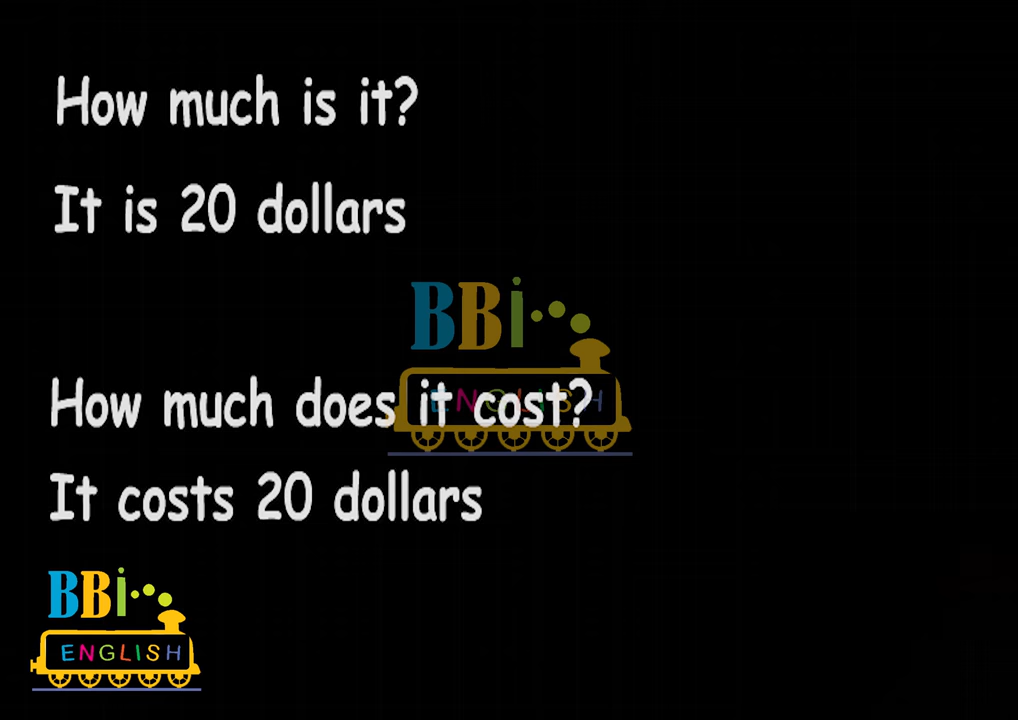 How much is it?
It is 20 dollars
BBi
ENGLISH
How much does it cost?
It costs 20 dollars
BBi
ENGLISH